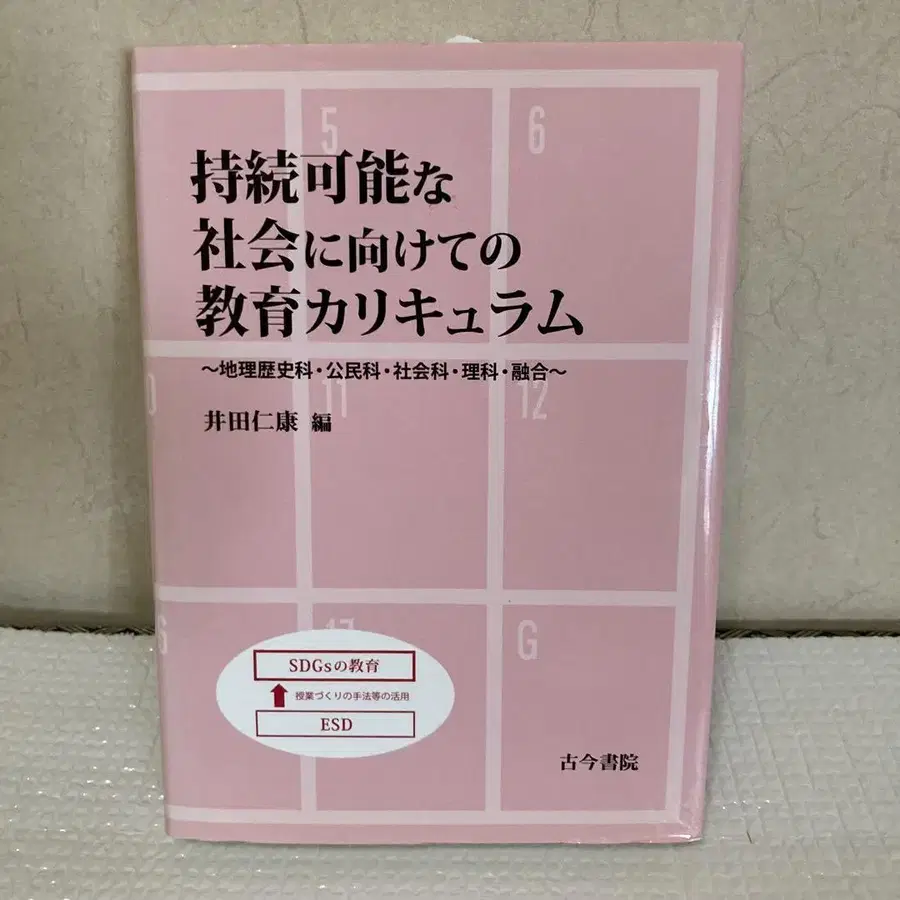 5
6
持続可能な
社会に向けての
教育カリキュラム
～地理歴史科・公民科・社会科・理科・融合～
11
12
井田仁康 編
17
G
SDGsの教育
授業づくりの手法等の活用
ESD
古今書院